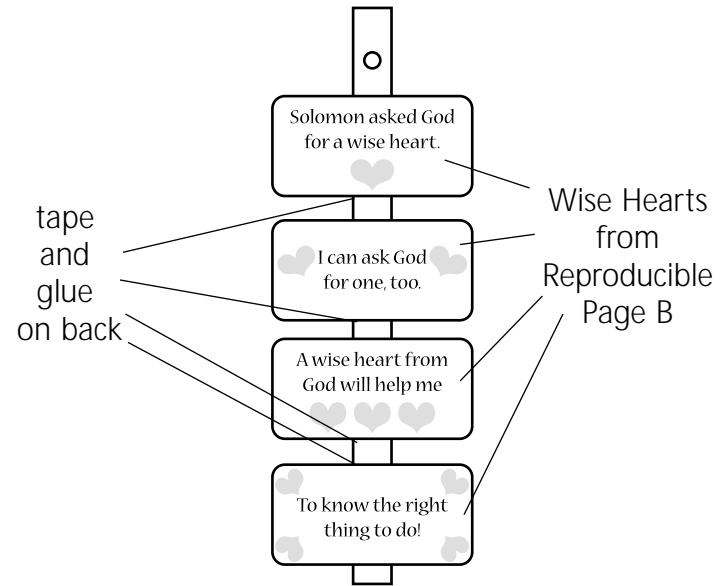 Solomon asked God
for a wise heart.
I can ask God
for one, too.
A wise heart from
God will help me
To know the right
thing to do!
tape
and
glue
on back
Wise Hearts
from
Reproducible
Page B